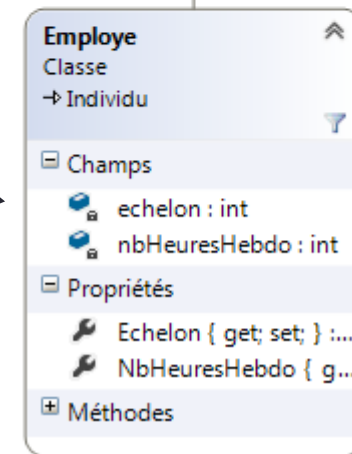 Employe
Classe
→ Individu
Champs
echelon : int
nbHeuresHebdo : int
Propriétés
Echelon { get; set; } :...
NbHeuresHebdo { g...
Méthodes